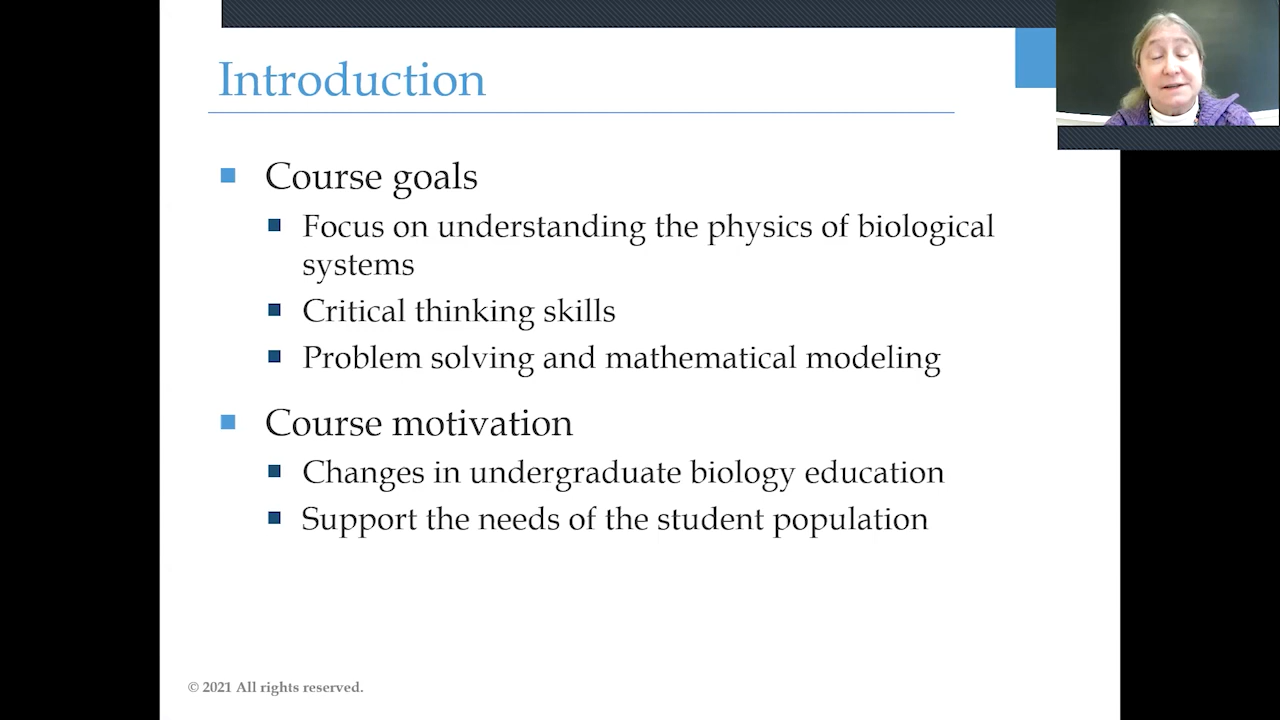 Introduction
Course goals
Focus on understanding the physics of biological
systems
Critical thinking skills
Problem solving and mathematical modeling
Course motivation
Changes in undergraduate biology education
Support the needs of the student population
© 2021 All rights reserved.